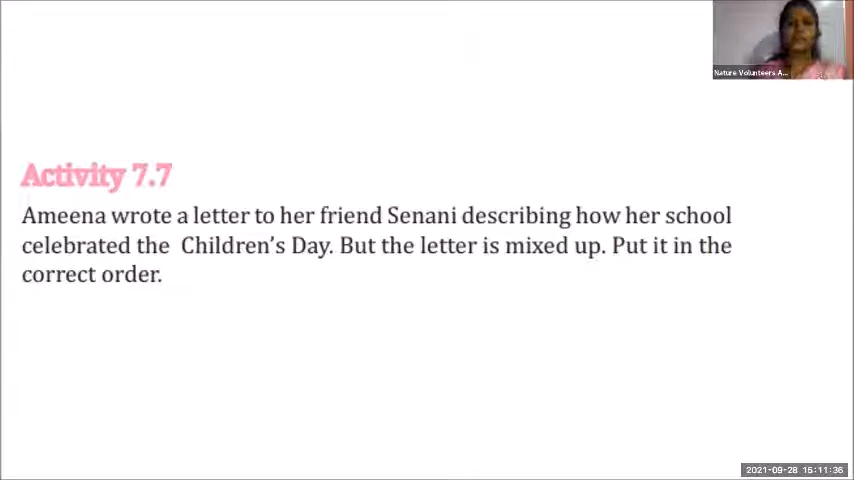 Nature Volunteers A...
Activity 7.7
Ameena wrote a letter to her friend Senani describing how her school
celebrated the Children's Day. But the letter is mixed up. Put it in the
correct order.
2021-09-28 15:11:36